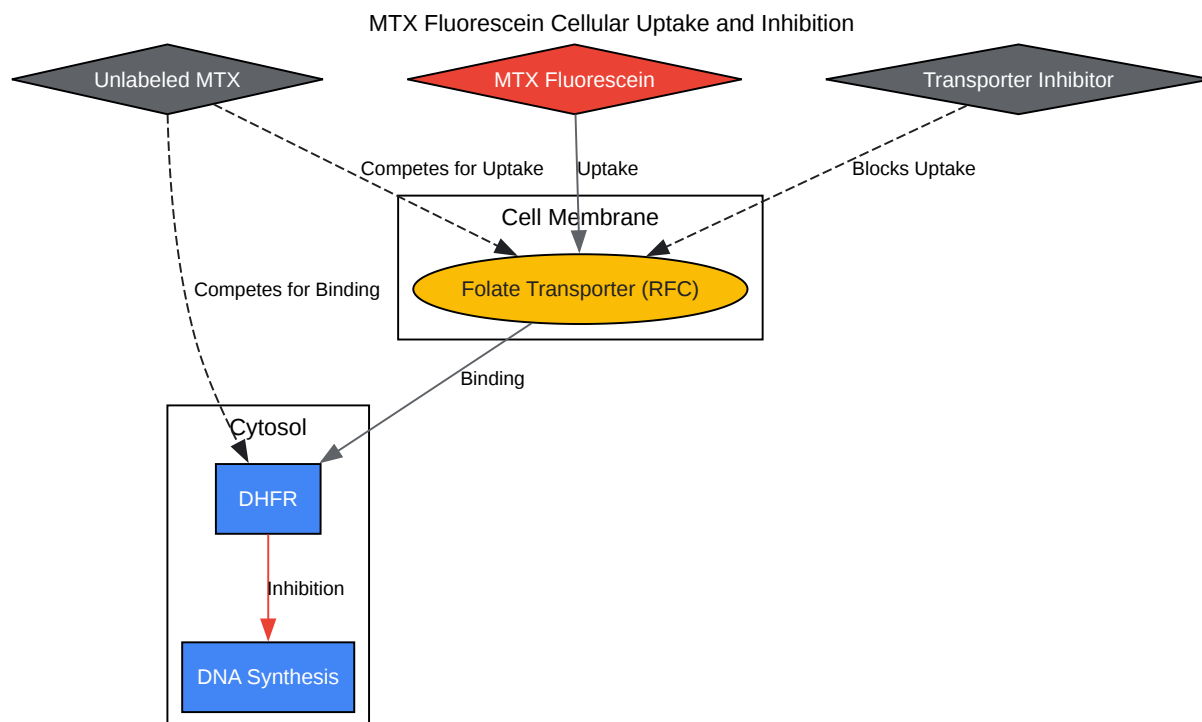 MTX Fluorescein Cellular Uptake and Inhibition
Unlabeled MTX
MTX Fluorescein
Transporter Inhibitor
Competes for Uptake
Uptake
Blocks Uptake
Cell Membrane
Folate Transporter (RFC)
Competes for Binding
Binding
Cytosol
DHFR
Inhibition
DNA Synthesis